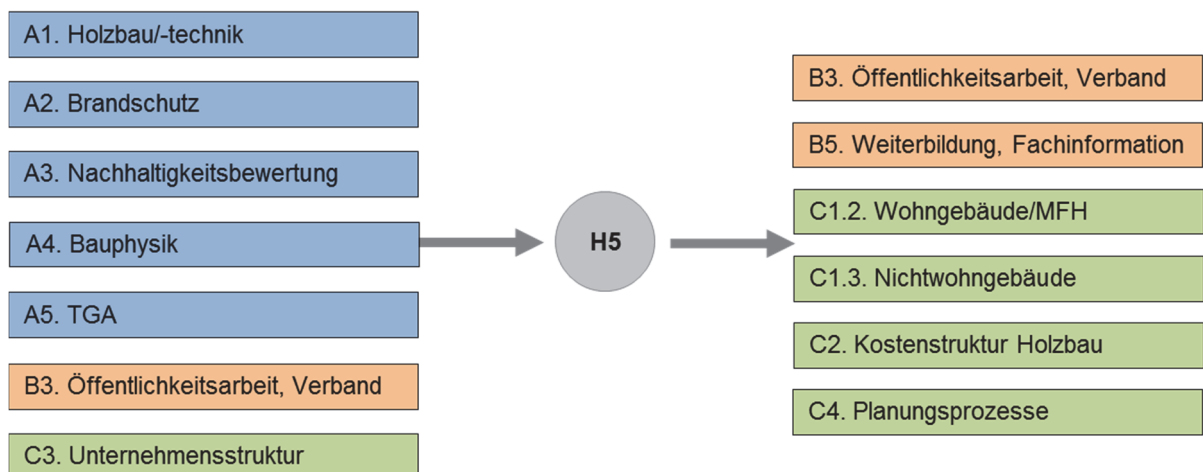 A1. Holzbau/-technik
A2. Brandschutz
A3. Nachhaltigkeitsbewertung
A4. Bauphysik
A5. TGA
B3. Öffentlichkeitsarbeit, Verband
C3. Unternehmensstruktur
H5
B3. Öffentlichkeitsarbeit, Verband
B5. Weiterbildung, Fachinformation
C1.2. Wohngebäude/MFH
C1.3. Nichtwohngebäude
C2. Kostenstruktur Holzbau
C4. Planungsprozesse